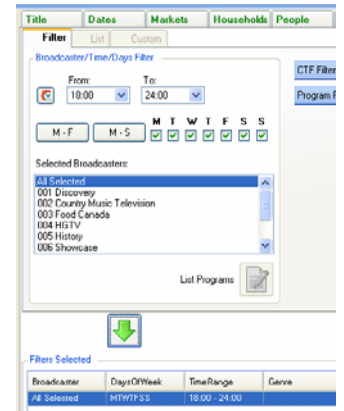 Title Dates Markets Households People
Filter List Custom
Broadcaster/Time/Days Filter
CTF Filter
From: To:
18:00 24:00
Program F
M T W T F S S
M - F M - S
Selected Broadcasters:
All Selected
001 Discovery
002 Country Music Television
003 Food Canada
004 HGTV
005 History
006 Showcase
List Programs
Filters Selected
Broadcaster DaysOfWeek TimeRange Genre
All Selected MTWTFSS 18:00 - 24:00